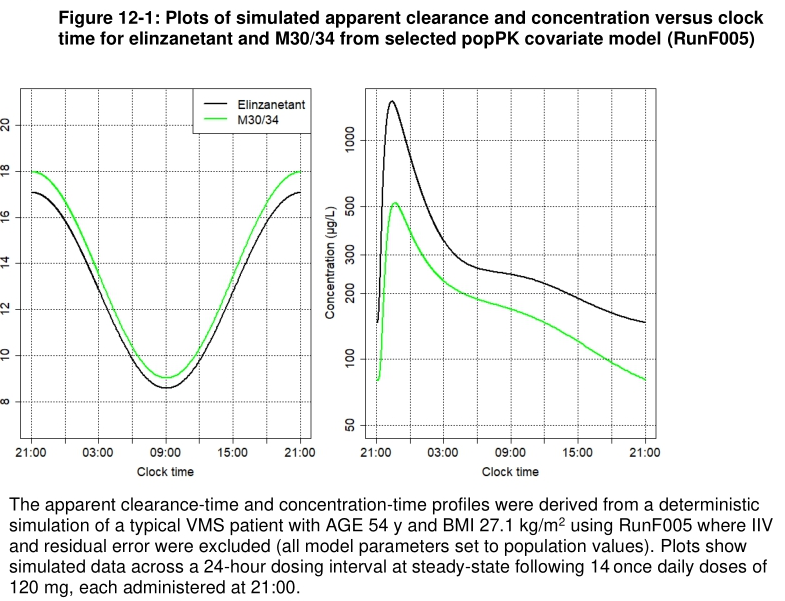 Figure 12-1: Plots of simulated apparent clearance and concentration versus clock
time for elinzanetant and M30/34 from selected popPK covariate model (RunF005)
Elinzanetant
M30/34
20
18
16
14
12
10
8
21:00 03:00 09:00 15:00 21:00
Clock time
Concentration (µg/L)
1000
500
300
200
100
50
21:00 03:00 09:00 15:00 21:00
Clock time
The apparent clearance-time and concentration-time profiles were derived from a deterministic
simulation of a typical VMS patient with AGE 54 y and BMI 27.1 kg/m² using RunF005 where IIV
and residual error were excluded (all model parameters set to population values). Plots show
simulated data across a 24-hour dosing interval at steady-state following 14 once daily doses of
120 mg, each administered at 21:00.